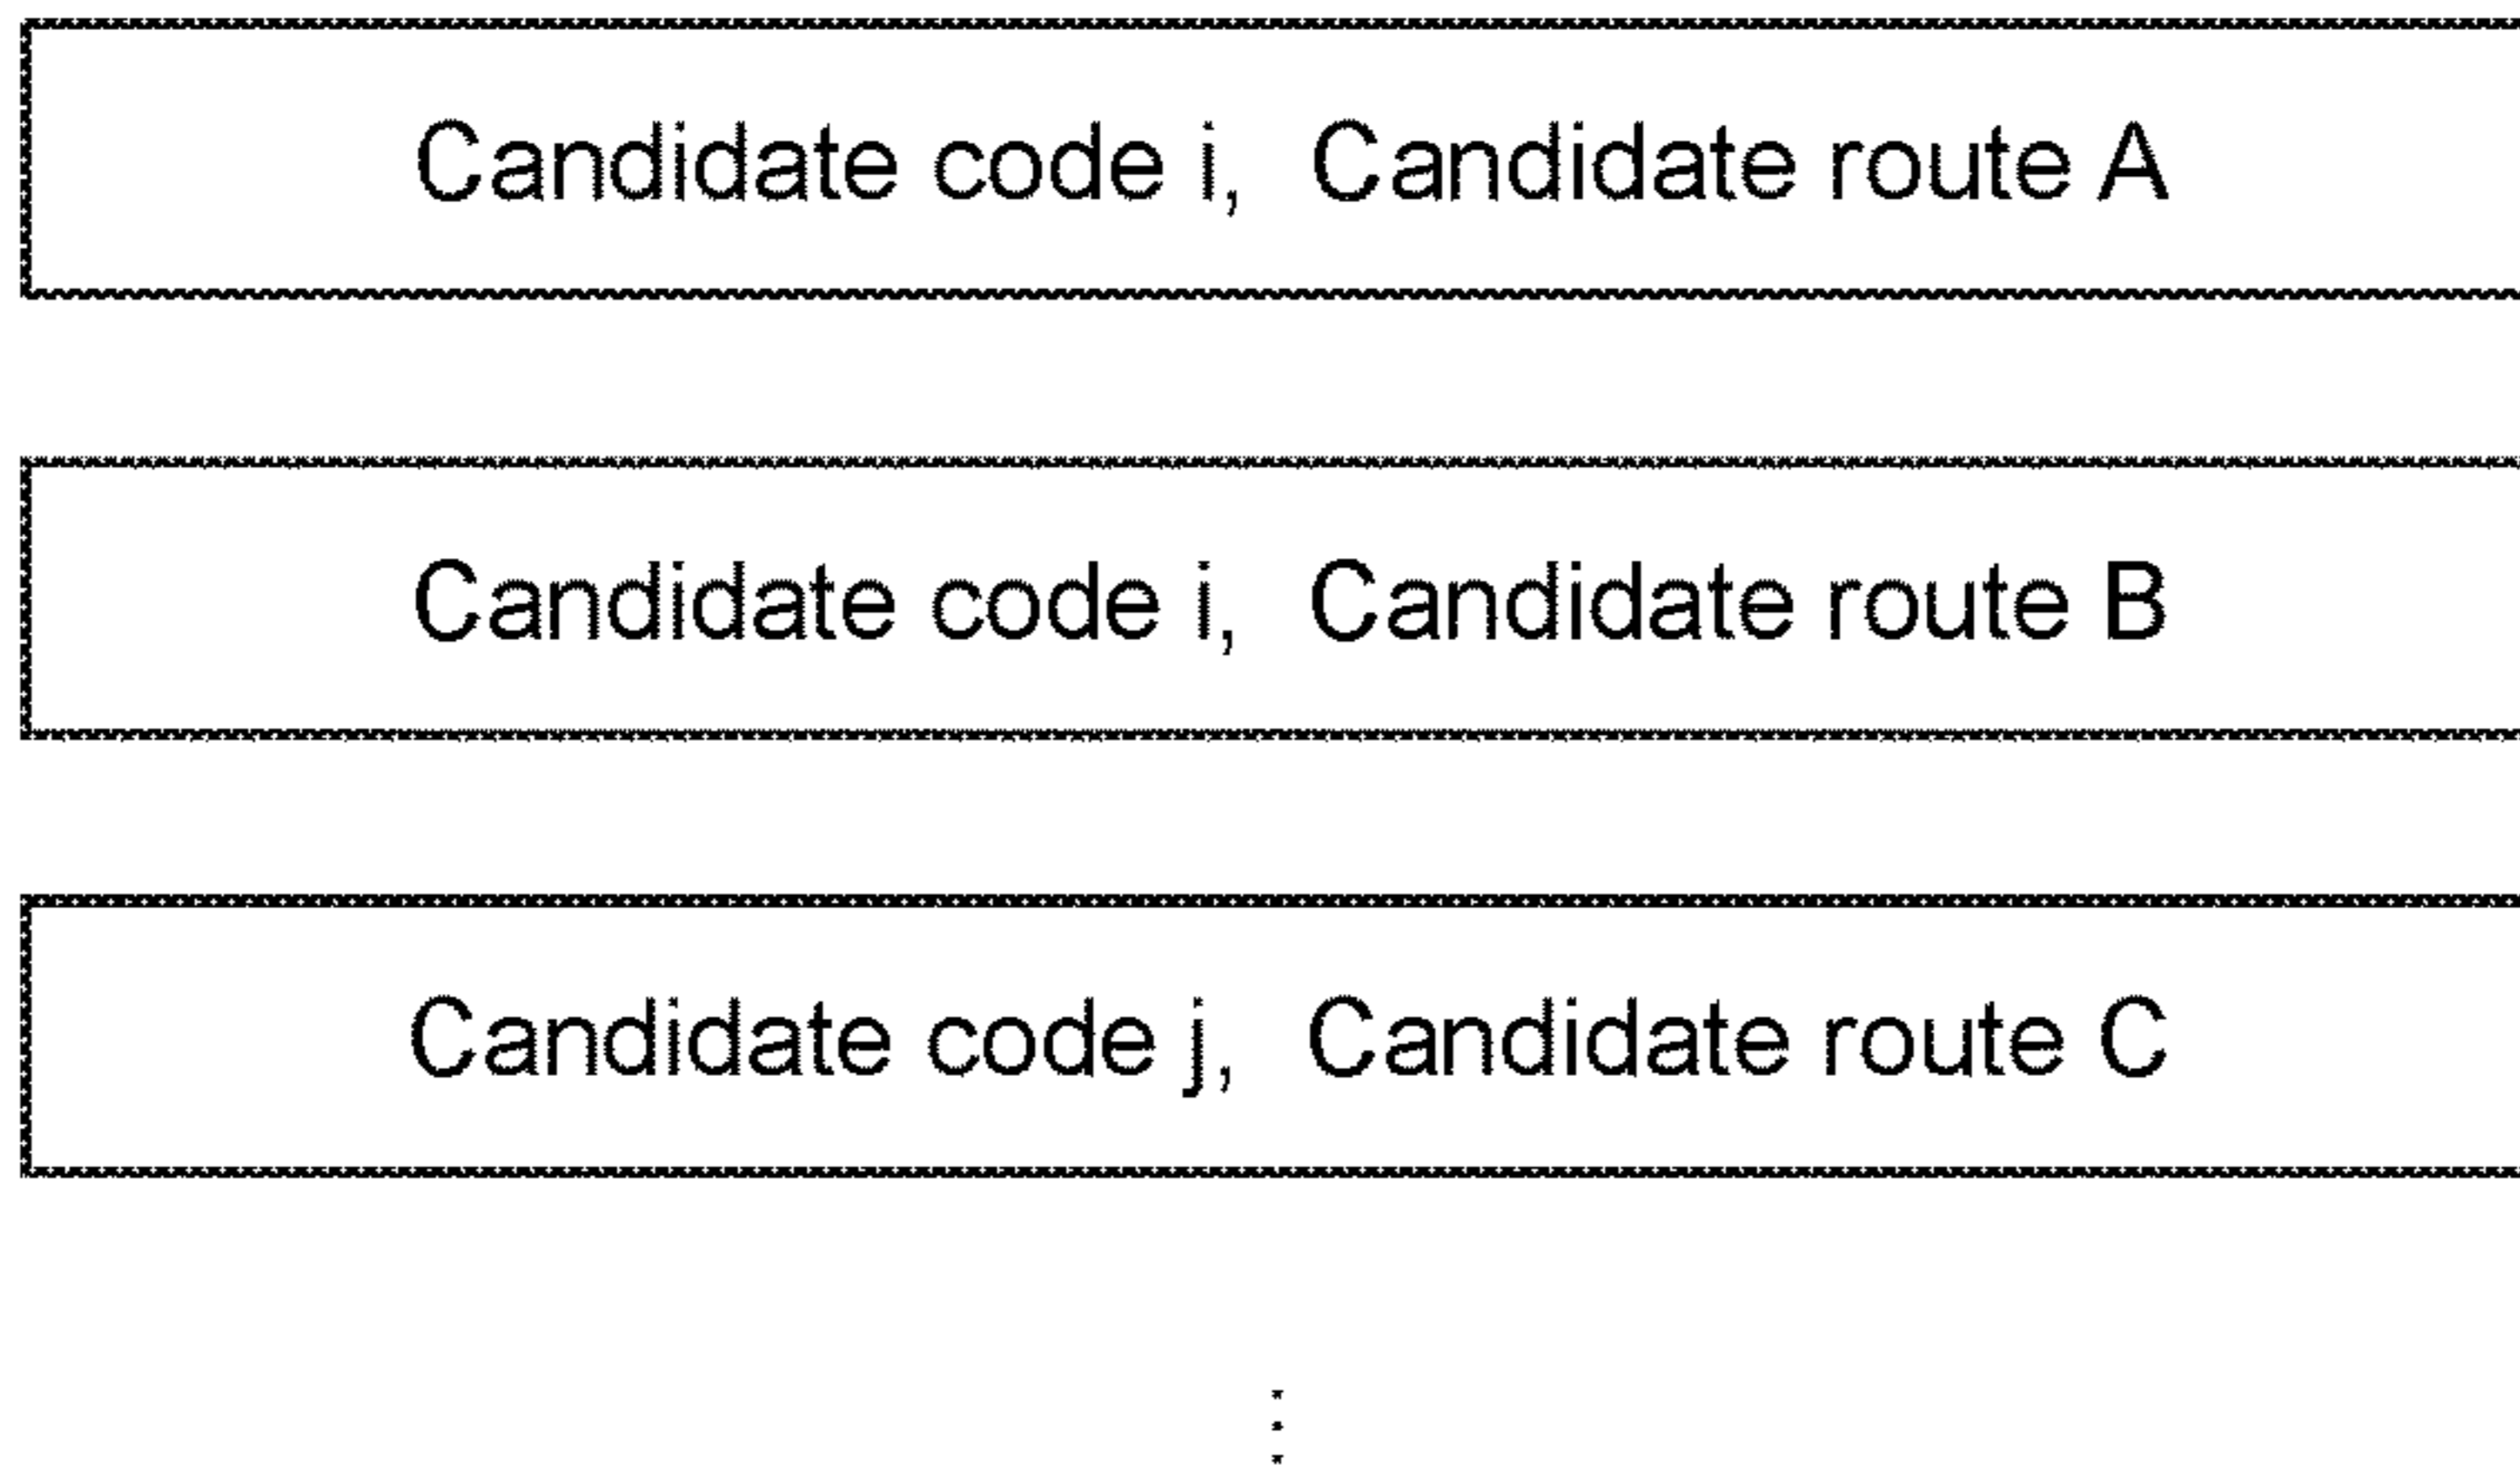 Candidate code i, Candidate route A
Candidate code i, Candidate route B
Candidate code j, Candidate route C
⋮